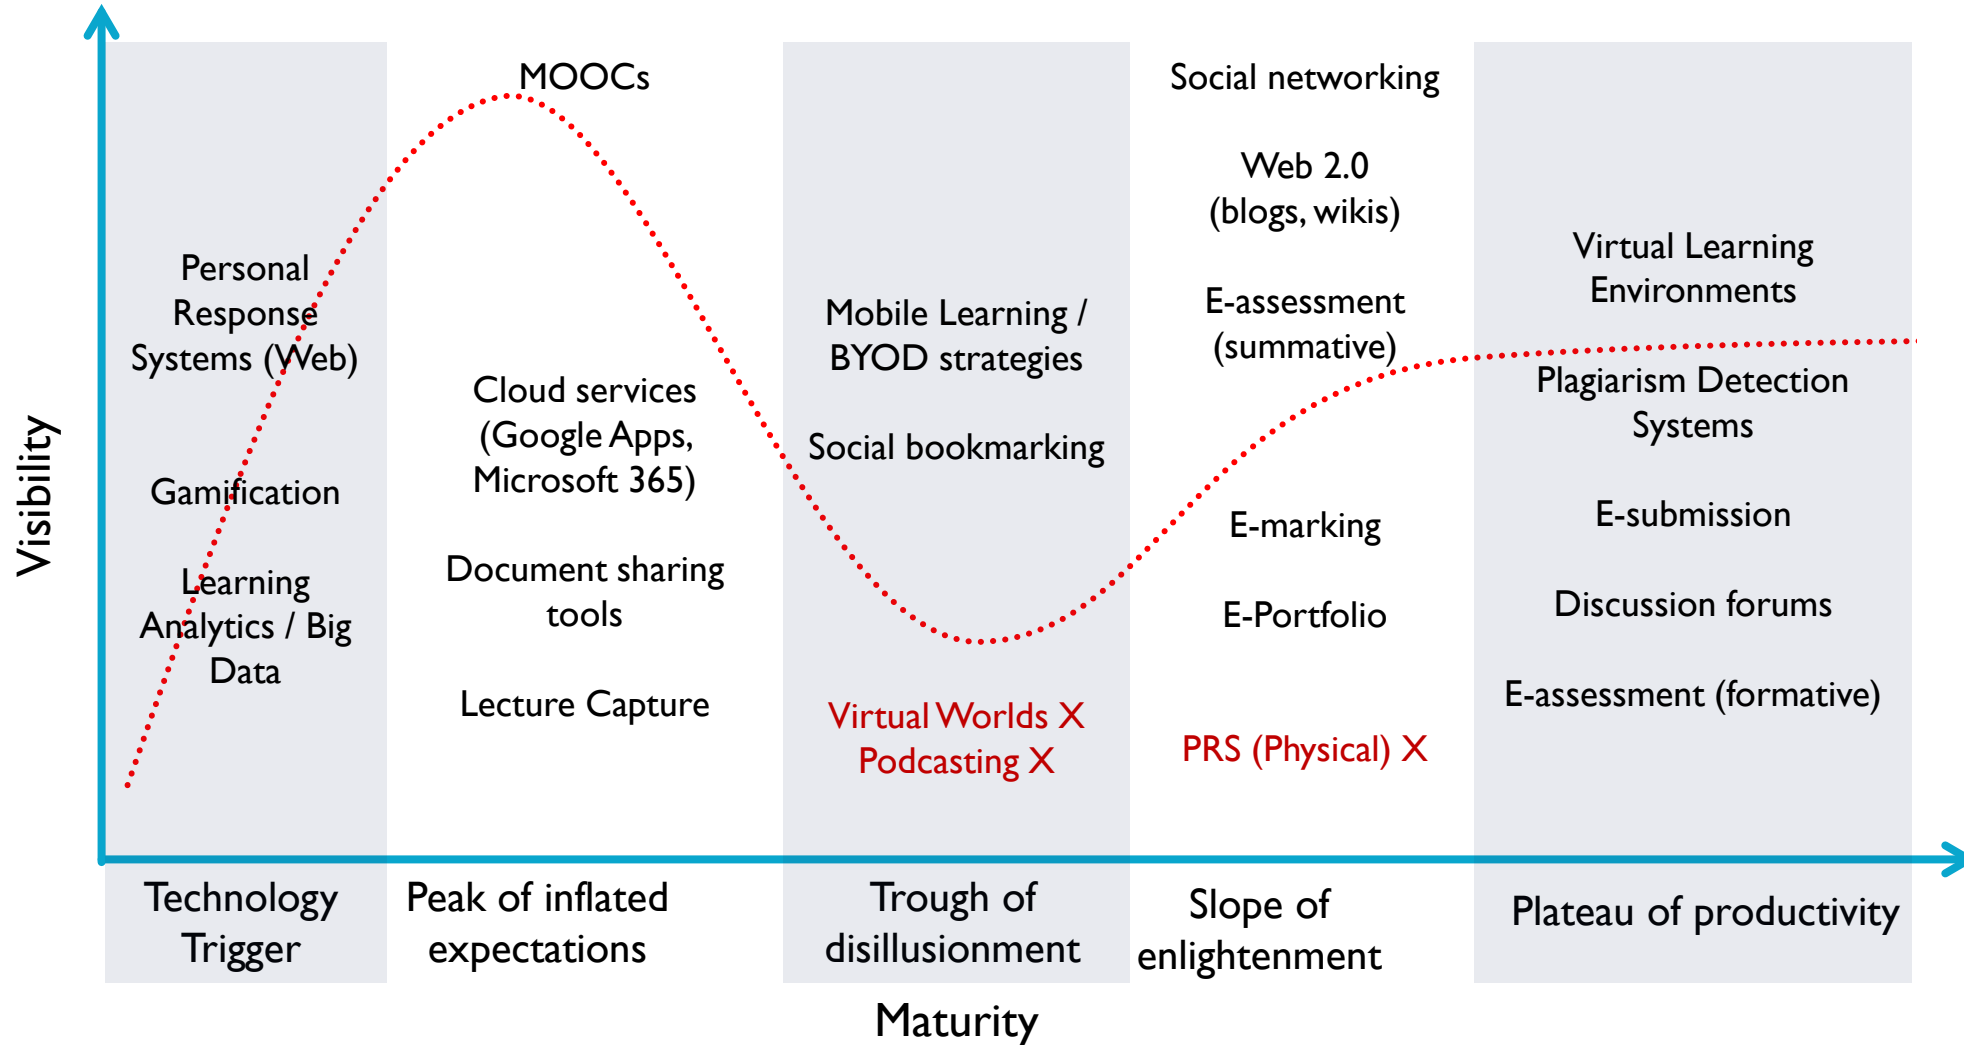 Visibility
Personal
Response
Systems (Web)
Gamification
Learning
Analytics / Big
Data
MOOCs
Cloud services
(Google Apps,
Microsoft 365)
Document sharing
tools
Lecture Capture
Mobile Learning /
BYOD strategies
Social bookmarking
Virtual Worlds X
Podcasting X
Social networking
Web 2.0
(blogs, wikis)
E-assessment
(summative)
E-marking
E-Portfolio
PRS (Physical) X
Virtual Learning
Environments
Plagiarism Detection
Systems
E-submission
Discussion forums
E-assessment (formative)
Technology
Trigger
Peak of inflated
expectations
Trough of
disillusionment
Slope of
enlightenment
Plateau of productivity
Maturity